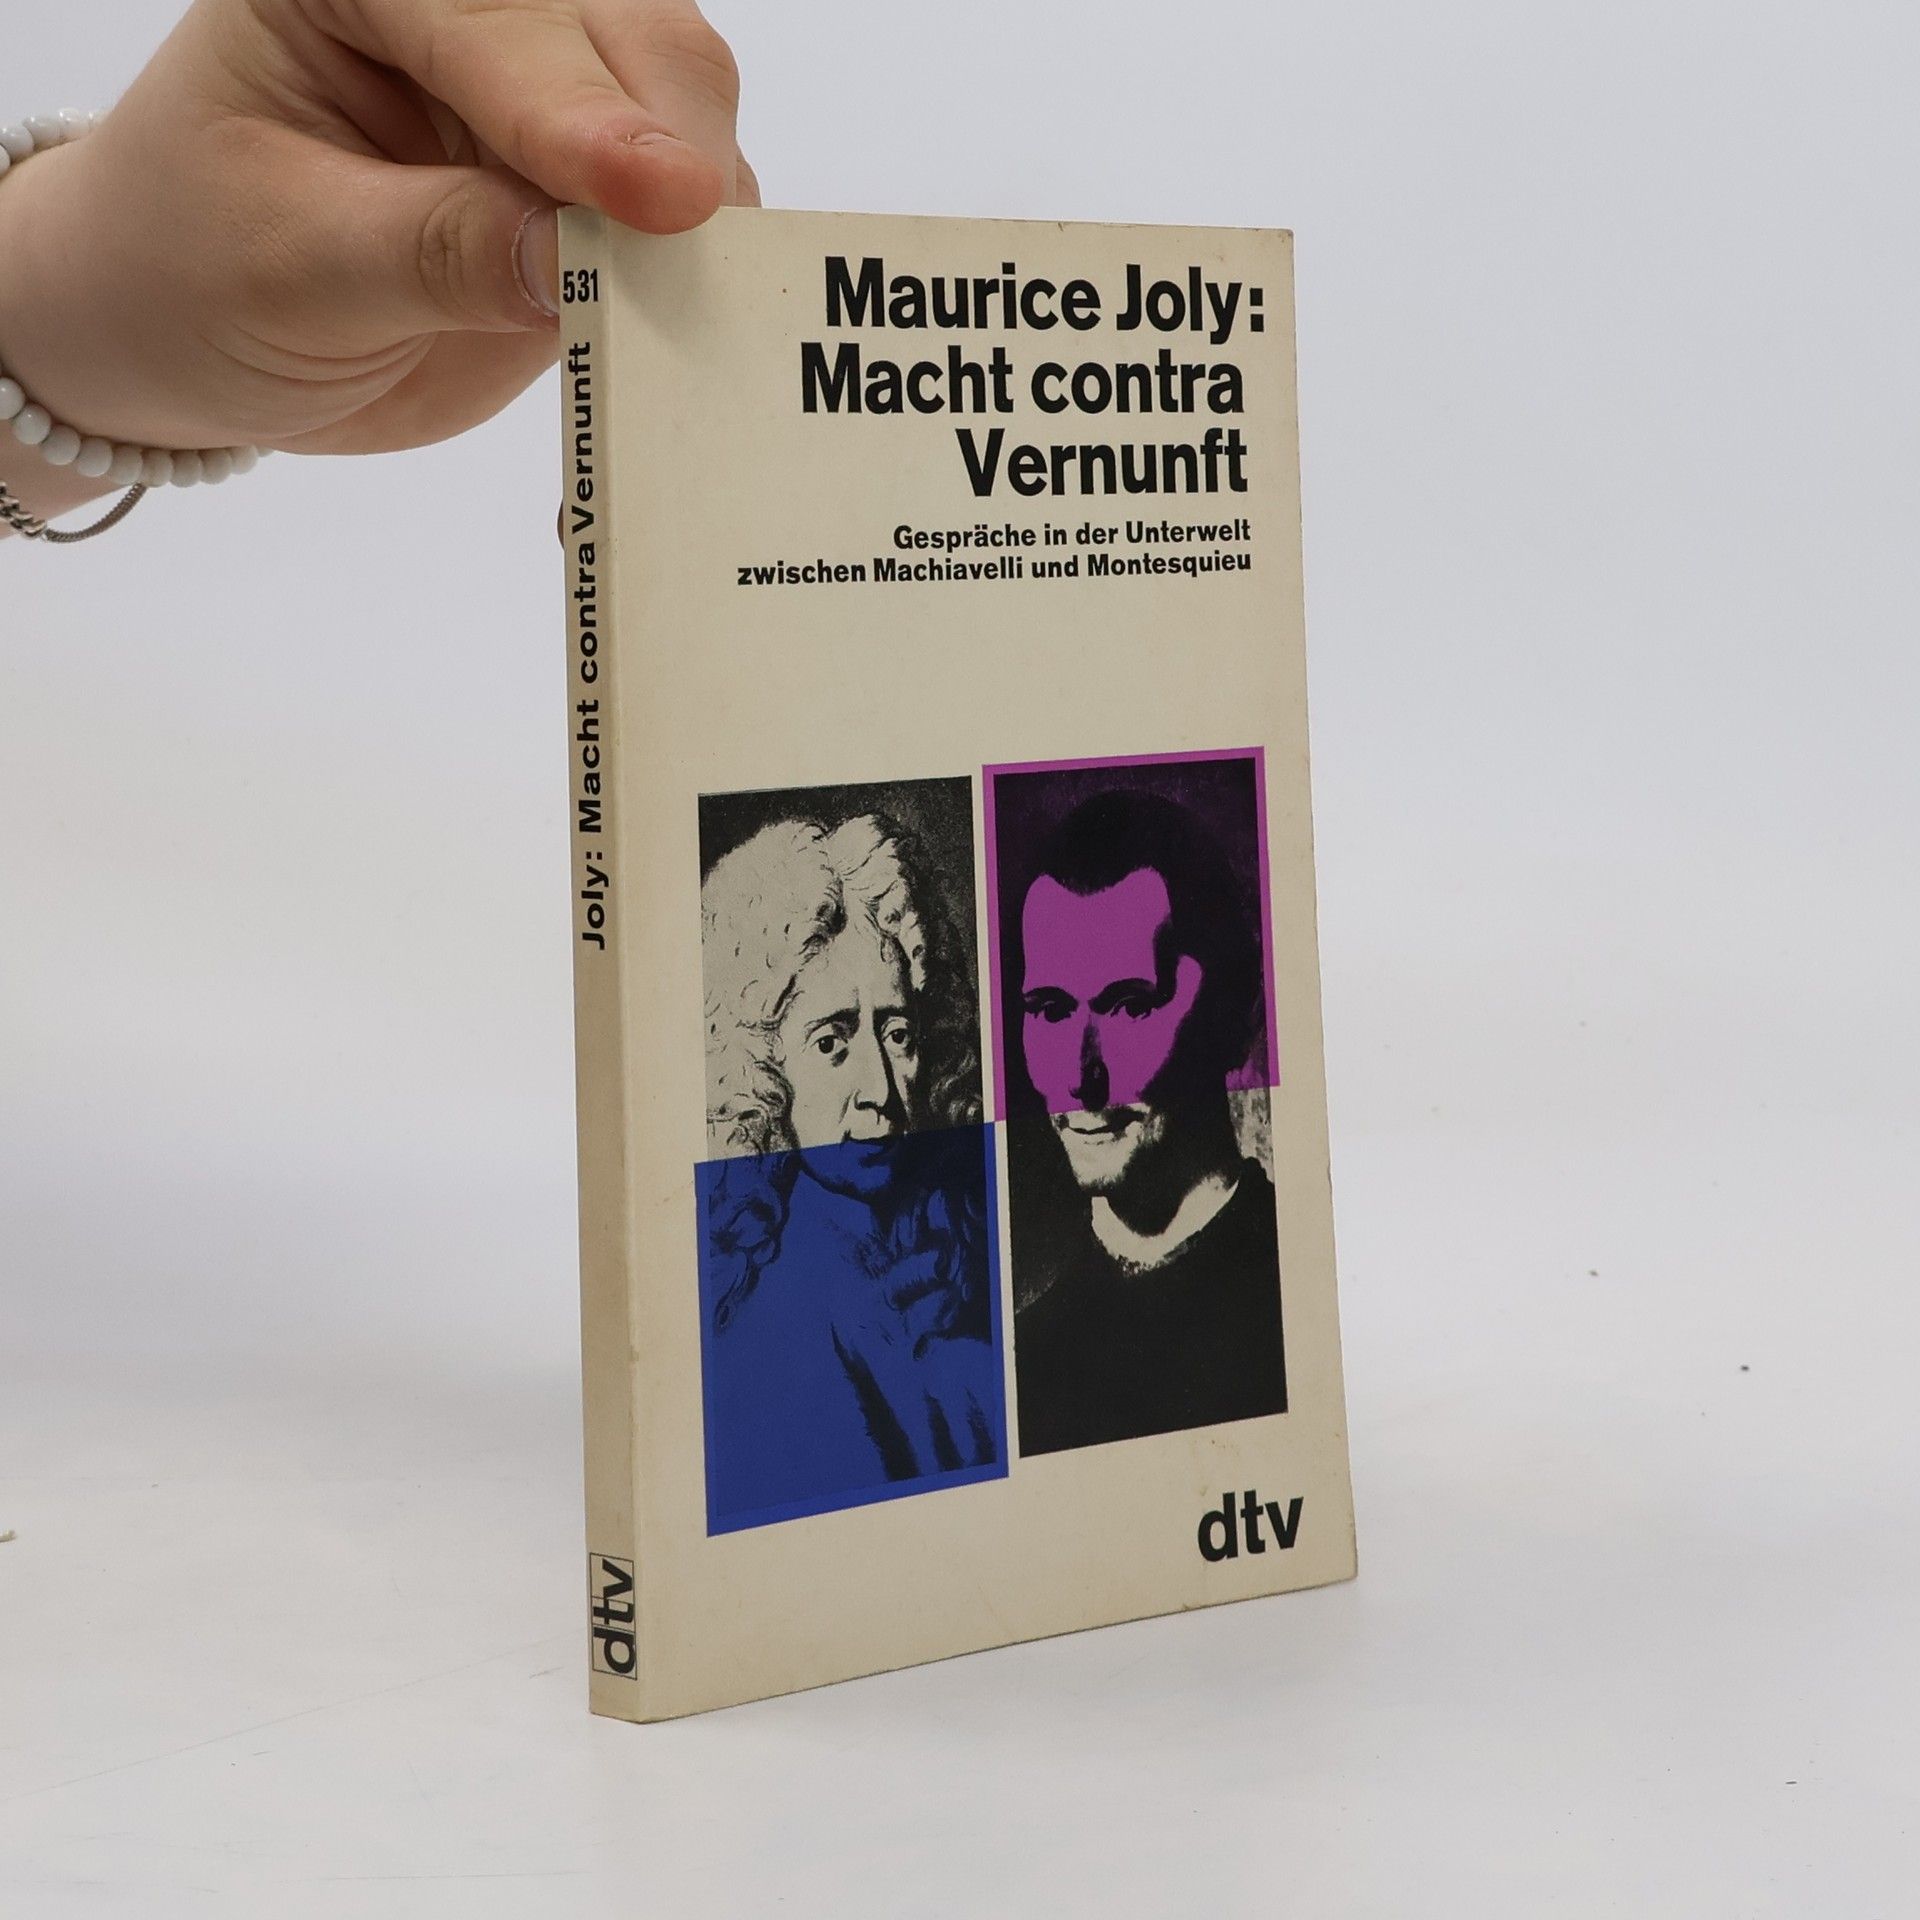 531
Joly: Macht contra Vernunft
dtv
Maurice Joly:
Macht contra
Vernunft
Gespräche in der Unterwelt
zwischen Machiavelli und Montesquieu
dtv